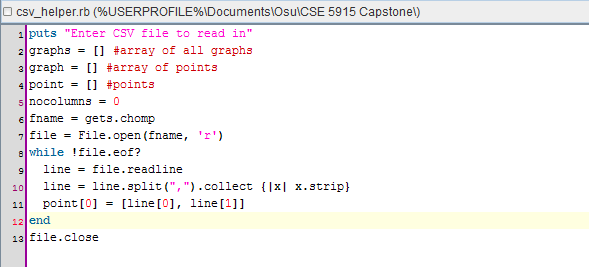 csv_helper.rb (%USERPROFILE%\Documents\Osu\CSE 5915 Capstone\)
1 puts "Enter CSV file to read in"
2 graphs = [] #array of all graphs
3 graph = [] #array of points
4 point = [] #points
5 nocolumns = 0
6 fname = gets.chomp
7 file = File.open(fname, 'r')
8 while !file.eof?
9   line = file.readline
10   line = line.split(",").collect {|x| x.strip}
11   point[0] = [line[0], line[1]]
12 end
13 file.close